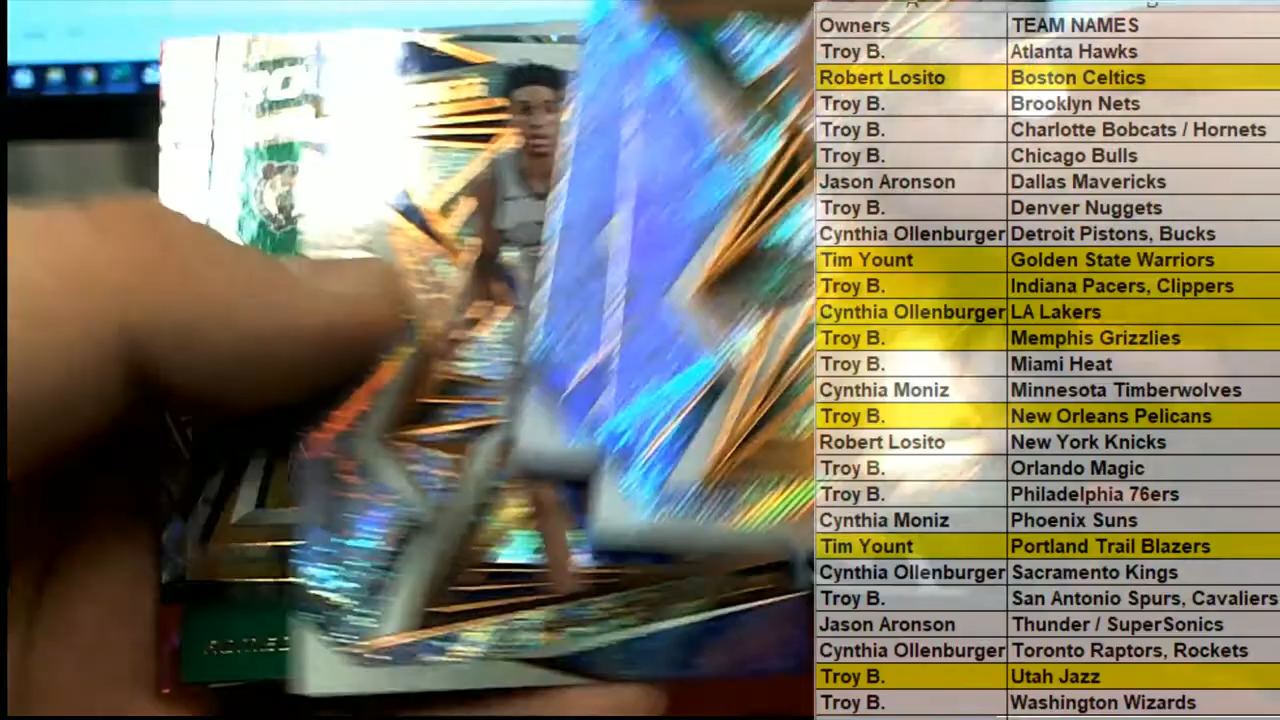 Owners TEAM NAMES
Troy B. Atlanta Hawks
Robert Losito Boston Celtics
Troy B. Brooklyn Nets
Troy B. Charlotte Bobcats / Hornets
Troy B. Chicago Bulls
Jason Aronson Dallas Mavericks
Troy B. Denver Nuggets
Cynthia Ollenburger Detroit Pistons, Bucks
Tim Yount Golden State Warriors
Troy B. Indiana Pacers, Clippers
Cynthia Ollenburger LA Lakers
Troy B. Memphis Grizzlies
Troy B. Miami Heat
Cynthia Moniz Minnesota Timberwolves
Troy B. New Orleans Pelicans
Robert Losito New York Knicks
Troy B. Orlando Magic
Troy B. Philadelphia 76ers
Cynthia Moniz Phoenix Suns
Tim Yount Portland Trail Blazers
Cynthia Ollenburger Sacramento Kings
Troy B. San Antonio Spurs, Cavaliers
Jason Aronson Thunder / SuperSonics
Cynthia Ollenburger Toronto Raptors, Rockets
Troy B. Utah Jazz
Troy B. Washington Wizards